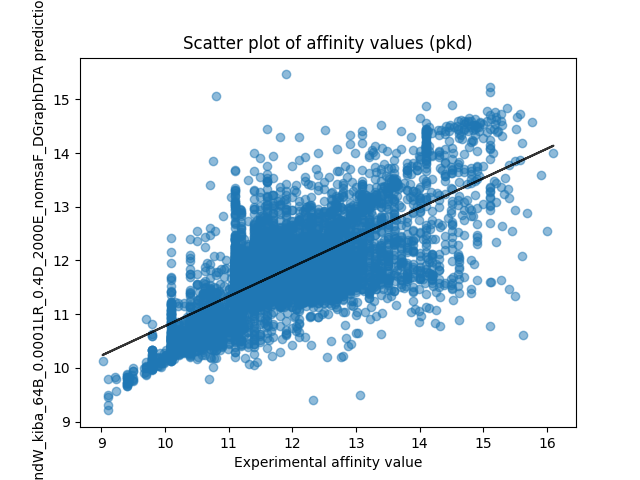 Scatter plot of affinity values (pkd)
ndW_kiba_64B_0.0001LR_0.4D_2000E_nomsaF_DGraphDTA predictio
15
14
13
12
11
10
9
9 10 11 12 13 14 15 16
Experimental affinity value